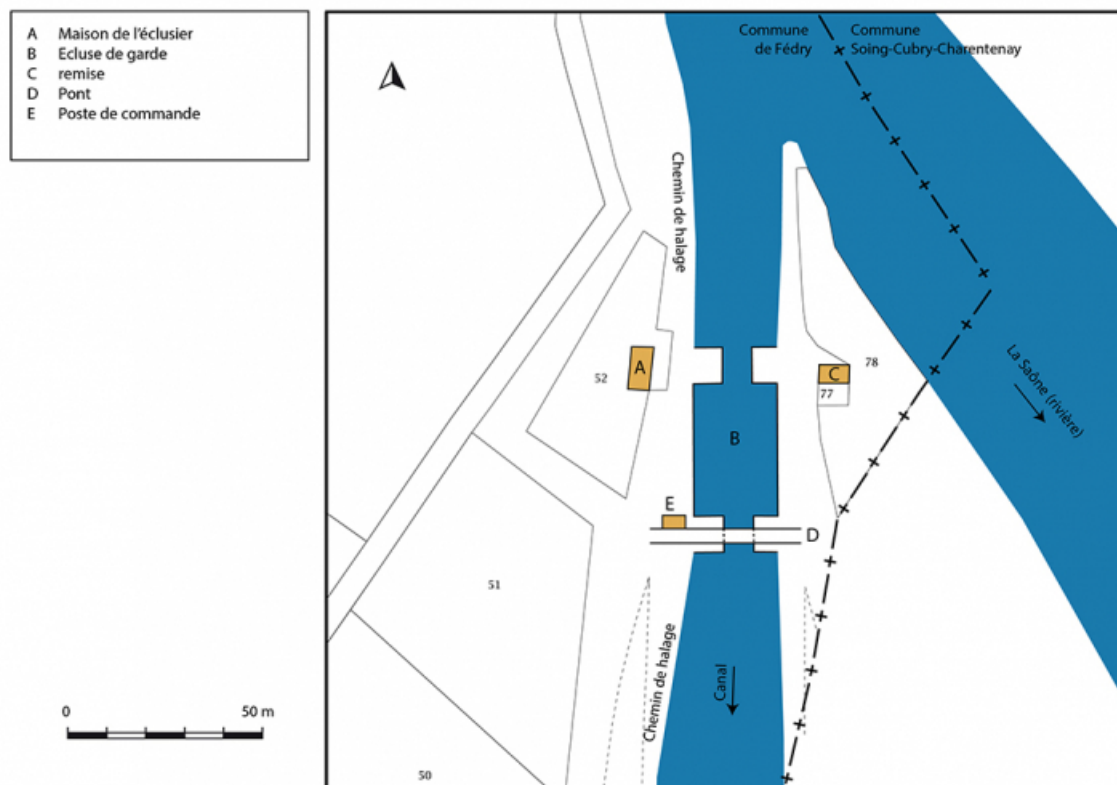 A Maison de l'éclusier
B Ecluse de garde
C remise
D Pont
E Poste de commande
Commune
de Fédry
Commune
Soing-Cubry-Charentenay
Chemin de halage
La Saône (rivière)
A
52
C
77
78
B
E
D
51
Chemin de halage
Canal
50
0 50 m